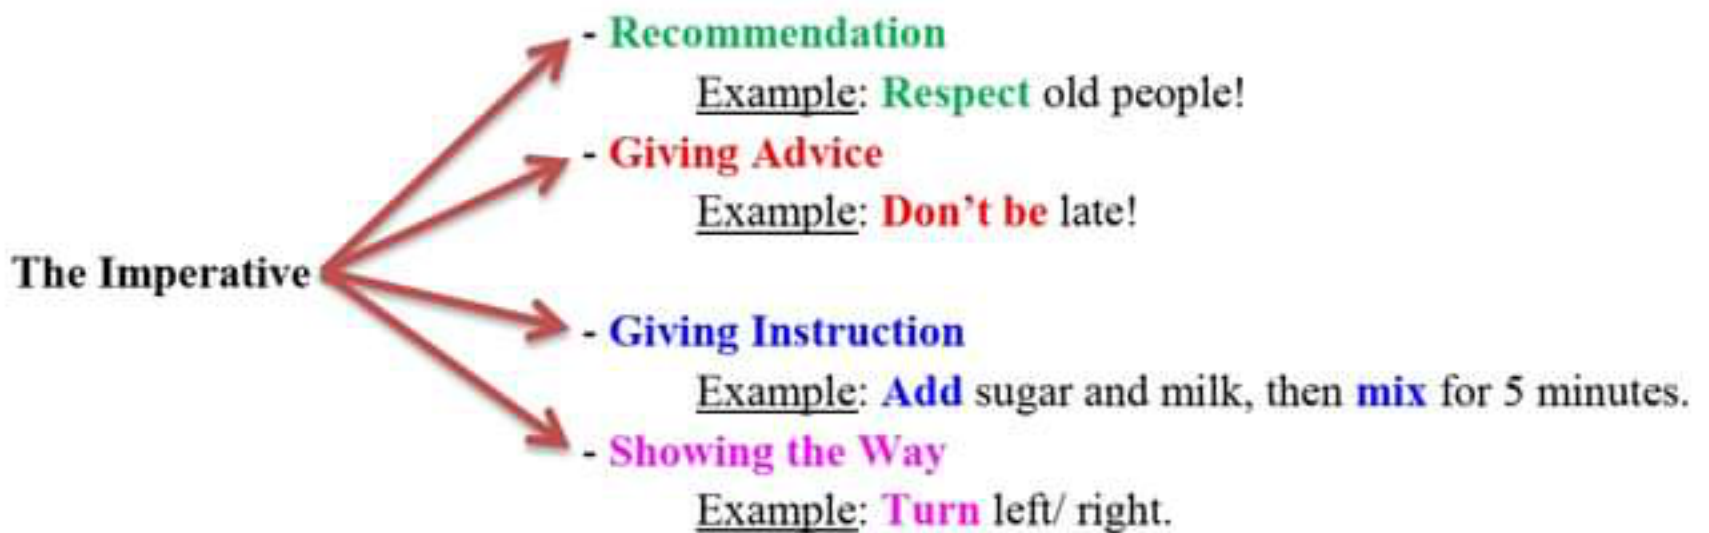 - Recommendation
Example: Respect old people!
- Giving Advice
Example: Don’t be late!
The Imperative
- Giving Instruction
Example: Add sugar and milk, then mix for 5 minutes.
- Showing the Way
Example: Turn left/ right.